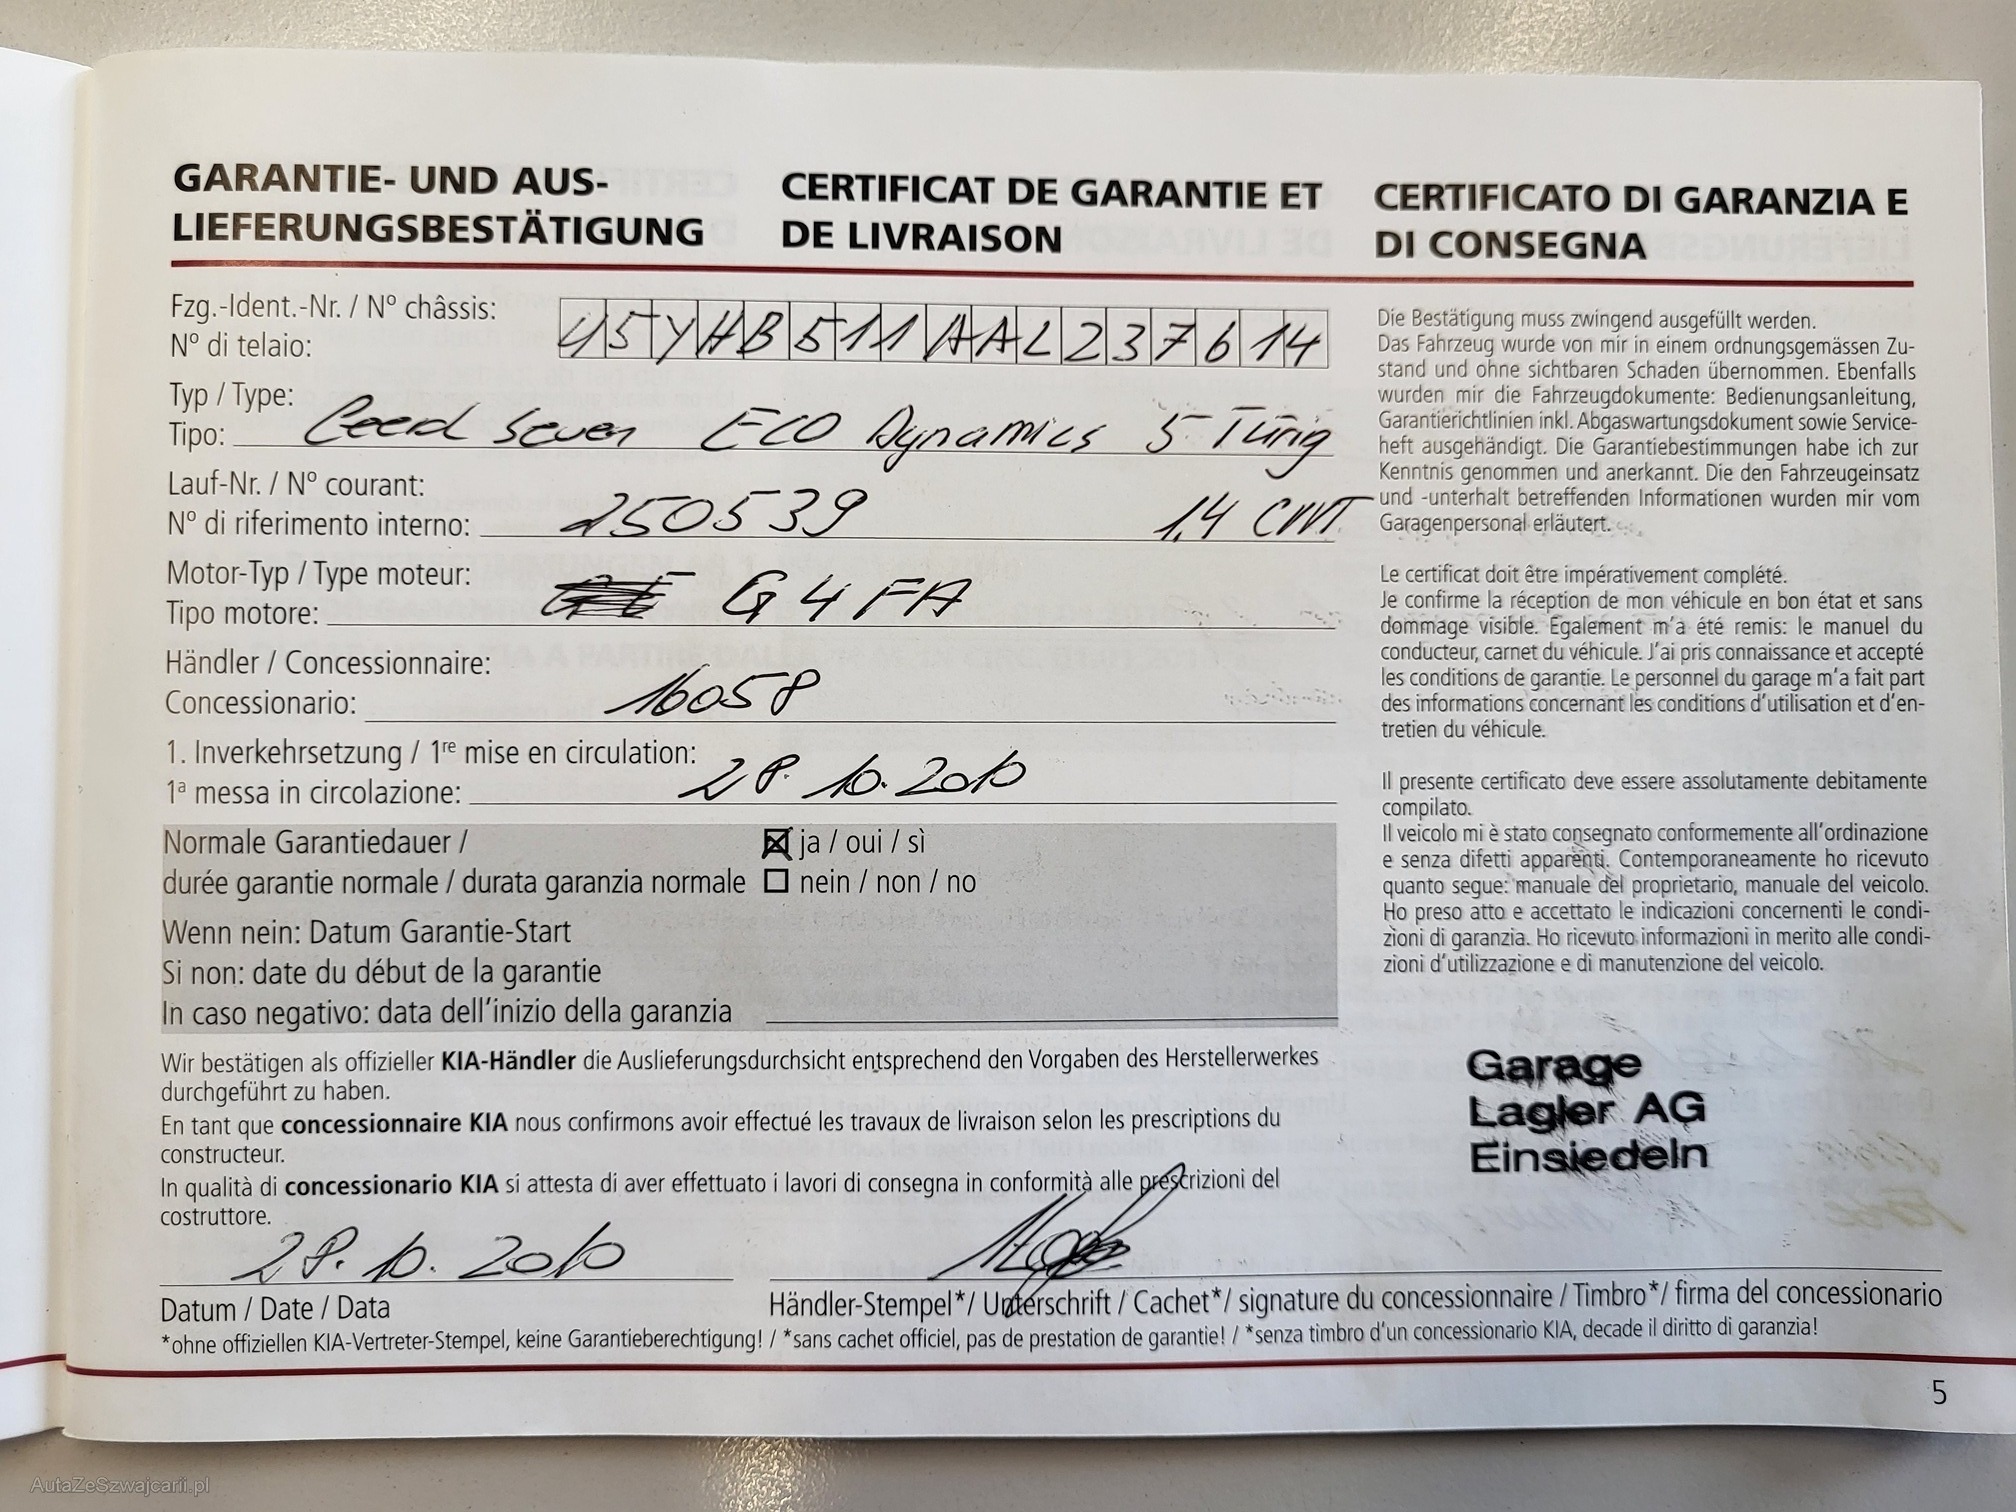 GARANTIE- UND AUS-
LIEFERUNGSBESTÄTIGUNG
CERTIFICAT DE GARANTIE ET
DE LIVRAISON
CERTIFICATO DI GARANZIA E
DI CONSEGNA
Fzg.-Ident.-Nr. / Nº châssis:
Nº di telaio: U5YHB511AAL237614
Typ / Type:
Tipo: Ceed Seven ECO Dynamics 5 Türig
Lauf-Nr. / Nº courant:
Nº di riferimento interno: 250539 1,4 CVVT
Motor-Typ / Type moteur:
Tipo motore: G4FA
Händler / Concessionnaire:
Concessionario: 16058
1. Inverkehrsetzung / 1re mise en circulation:
1a messa in circolazione: 28.10.2010
Normale Garantiedauer / ☒ ja / oui / sì
durée garantie normale / durata garanzia normale ☐ nein / non / no
Wenn nein: Datum Garantie-Start
Si non: date du début de la garantie
In caso negativo: data dell'inizio della garanzia
Wir bestätigen als offizieller KIA-Händler die Auslieferungsdurchsicht entsprechend den Vorgaben des Herstellerwerkes
durchgeführt zu haben.
En tant que concessionnaire KIA nous confirmons avoir effectué les travaux de livraison selon les prescriptions du
constructeur.
In qualità di concessionario KIA si attesta di aver effettuato i lavori di consegna in conformità alle prescrizioni del
costruttore.
Die Bestätigung muss zwingend ausgefüllt werden.
Das Fahrzeug wurde von mir in einem ordnungsgemässen Zu-
stand und ohne sichtbaren Schaden übernommen. Ebenfalls
wurden mir die Fahrzeugdokumente: Bedienungsanleitung,
Garantierichtlinien inkl. Abgaswartungsdokument sowie Service-
heft ausgehändigt. Die Garantiebestimmungen habe ich zur
Kenntnis genommen und anerkannt. Die den Fahrzeugeinsatz
und -unterhalt betreffenden Informationen wurden mir vom
Garagenpersonal erläutert.
Le certificat doit être impérativement complété.
Je confirme la réception de mon véhicule en bon état et sans
dommage visible. Egalement m'a été remis: le manuel du
conducteur, carnet du véhicule. J'ai pris connaissance et accepté
les conditions de garantie. Le personnel du garage m'a fait part
des informations concernant les conditions d'utilisation et d'en-
tretien du véhicule.
Il presente certificato deve essere assolutamente debitamente
compilato.
Il veicolo mi è stato consegnato conformemente all'ordinazione
e senza difetti apparenti. Contemporaneamente ho ricevuto
quanto segue: manuale del proprietario, manuale del veicolo.
Ho preso atto e accettato le indicazioni concernenti le condi-
zioni di garanzia. Ho ricevuto informazioni in merito alle condi-
zioni d'utilizzazione e di manutenzione del veicolo.
Garage
Lagler AG
Einsiedeln
28.10.2010
Datum / Date / Data
Händler-Stempel*/ Unterschrift / Cachet*/ signature du concessionnaire / Timbro*/ firma del concessionario
*ohne offiziellen KIA-Vertreter-Stempel, keine Garantieberechtigung! / *sans cachet officiel, pas de prestation de garantie! / *senza timbro d'un concessionario KIA, decade il diritto di garanzia!
5
AutaZeSzwajcarii.pl